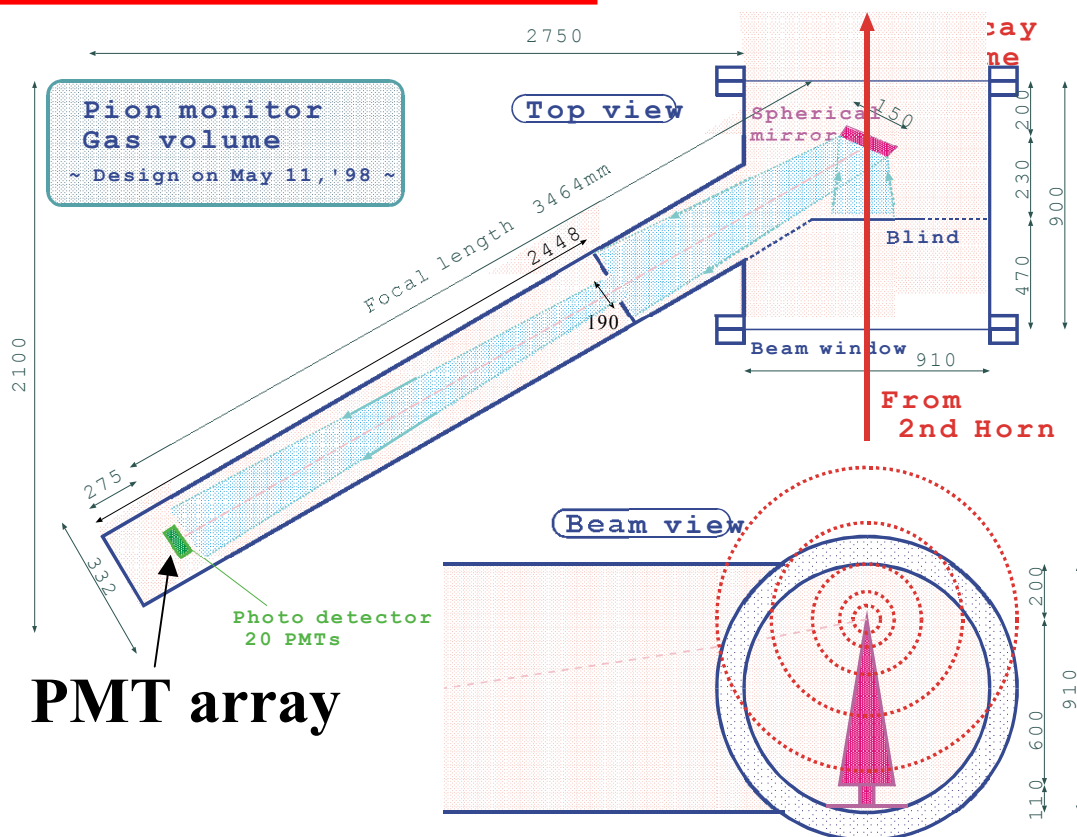 2750
cay
me
Pion monitor
Gas volume
~ Design on May 11,'98 ~
Top view
Spherical
mirror
150
200
230
900
470
Blind
Focal length 3464mm
2448
190
Beam window
910
2100
From
2nd Horn
275
332
Beam view
Photo detector
20 PMTs
PMT array
200
910
600
110